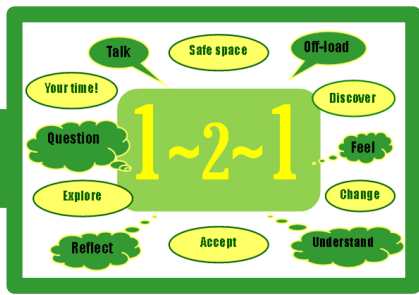 Talk
Safe space
Off-load
Your time!
Discover
Question
1~2~1
Feel
Explore
Change
Reflect
Accept
Understand